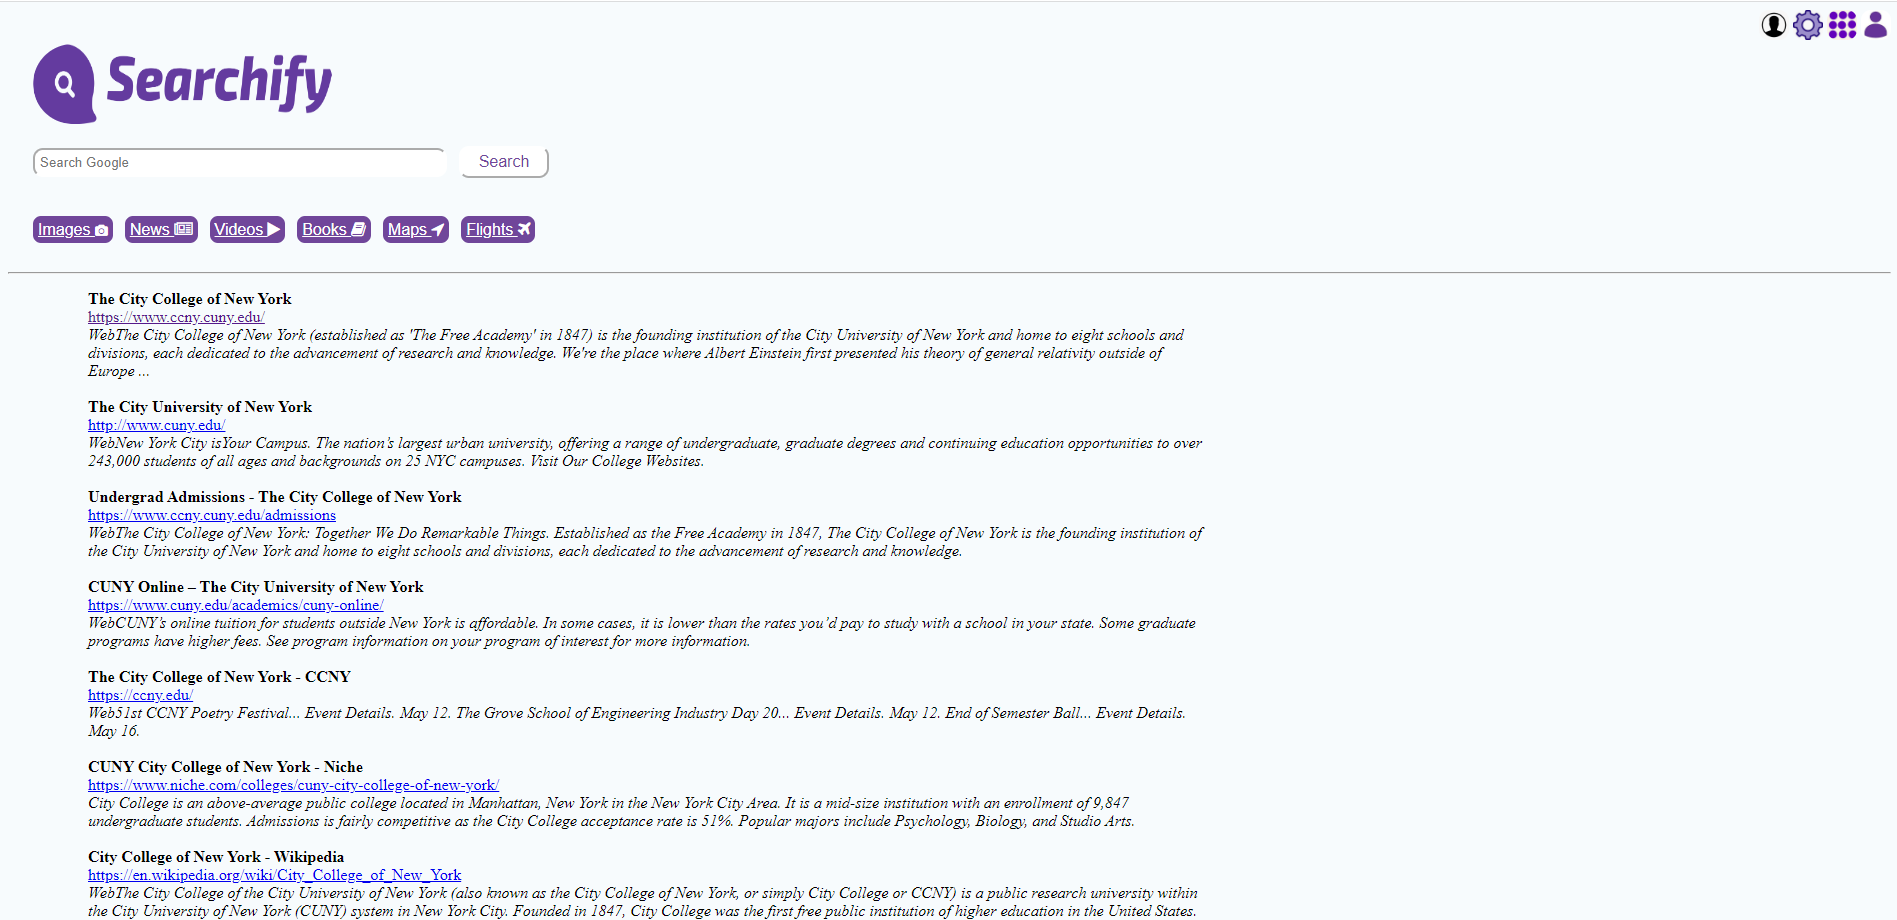 Searchify
Search Google
Search
Images
News
Videos
Books
Maps
Flights
The City College of New York
https://www.ccny.cuny.edu/
WebThe City College of New York (established as 'The Free Academy' in 1847) is the founding institution of the City University of New York and home to eight schools and
divisions, each dedicated to the advancement of research and knowledge. We're the place where Albert Einstein first presented his theory of general relativity outside of
Europe ...
The City University of New York
http://www.cuny.edu/
WebNew York City isYour Campus. The nation's largest urban university, offering a range of undergraduate, graduate degrees and continuing education opportunities to over
243,000 students of all ages and backgrounds on 25 NYC campuses. Visit Our College Websites.
Undergrad Admissions - The City College of New York
https://www.ccny.cuny.edu/admissions
WebThe City College of New York: Together We Do Remarkable Things. Established as the Free Academy in 1847, The City College of New York is the founding institution of
the City University of New York and home to eight schools and divisions, each dedicated to the advancement of research and knowledge.
CUNY Online – The City University of New York
https://www.cuny.edu/academics/cuny-online/
WebCUNY's online tuition for students outside New York is affordable. In some cases, it is lower than the rates you’d pay to study with a school in your state. Some graduate
programs have higher fees. See program information on your program of interest for more information.
The City College of New York - CCNY
https://ccny.edu/
Web51st CCNY Poetry Festival... Event Details. May 12. The Grove School of Engineering Industry Day 20... Event Details. May 12. End of Semester Ball... Event Details.
May 16.
CUNY City College of New York - Niche
https://www.niche.com/colleges/cuny-city-college-of-new-york/
City College is an above-average public college located in Manhattan, New York in the New York City Area. It is a mid-size institution with an enrollment of 9,847
undergraduate students. Admissions is fairly competitive as the City College acceptance rate is 51%. Popular majors include Psychology, Biology, and Studio Arts.
City College of New York - Wikipedia
https://en.wikipedia.org/wiki/City_College_of_New_York
WebThe City College of the City University of New York (also known as the City College of New York, or simply City College or CCNY) is a public research university within
the City University of New York (CUNY) system in New York City. Founded in 1847, City College was the first free public institution of higher education in the United States.